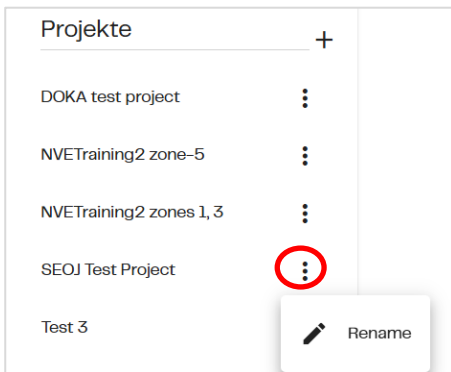 Projekte
+
DOKA test project
NVETraining2 zone-5
NVETraining2 zones 1, 3
SEOJ Test Project
Test 3
Rename